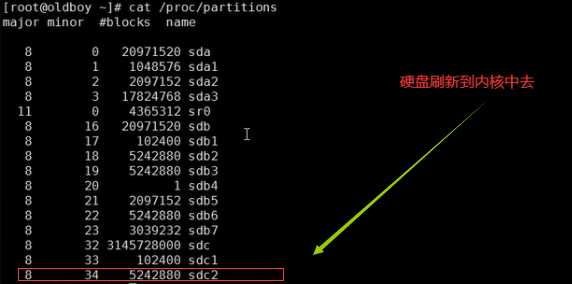 [root@oldboy ~]# cat /proc/partitions
major minor  #blocks  name
8        0   20971520 sda
8        1    1048576 sda1
8        2    2097152 sda2
8        3   17824768 sda3
11        0    4365312 sr0
8       16   20971520 sdb
8       17     102400 sdb1
8       18    5242880 sdb2
8       19    5242880 sdb3
8       20          1 sdb4
8       21    2097152 sdb5
8       22    5242880 sdb6
8       23    3039232 sdb7
8       32 3145728000 sdc
8       33     102400 sdc1
8       34    5242880 sdc2
硬盘刷新到内核中去